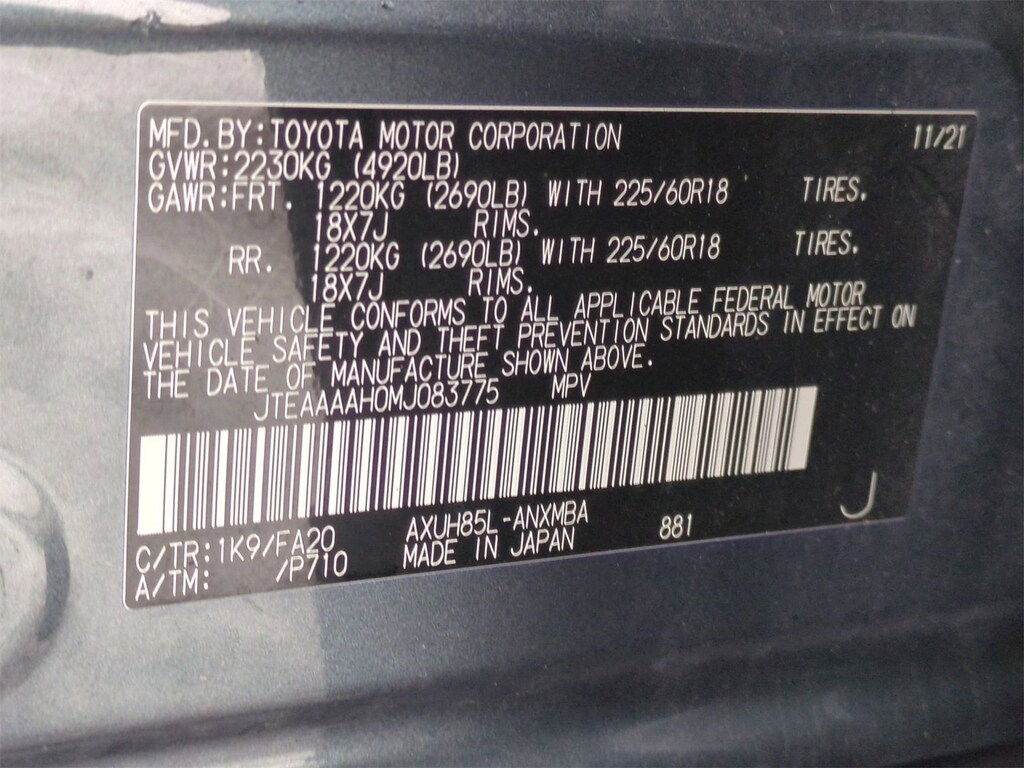 MFD. BY: TOYOTA MOTOR CORPORATION 11/21
GVWR: 2230KG (4920LB)
GAWR: FRT. 1220KG (2690LB) WITH 225/60R18 TIRES,
18X7J RIMS.
RR. 1220KG (2690LB) WITH 225/60R18 TIRES,
18X7J RIMS.
THIS VEHICLE CONFORMS TO ALL APPLICABLE FEDERAL MOTOR
VEHICLE SAFETY AND THEFT PREVENTION STANDARDS IN EFFECT ON
THE DATE OF MANUFACTURE SHOWN ABOVE.
JTEAAAAH0MJ083775 MPV
C/TR: 1K9/FA20 AXUH85L-ANXMBA 881 J
A/TM: /P710 MADE IN JAPAN